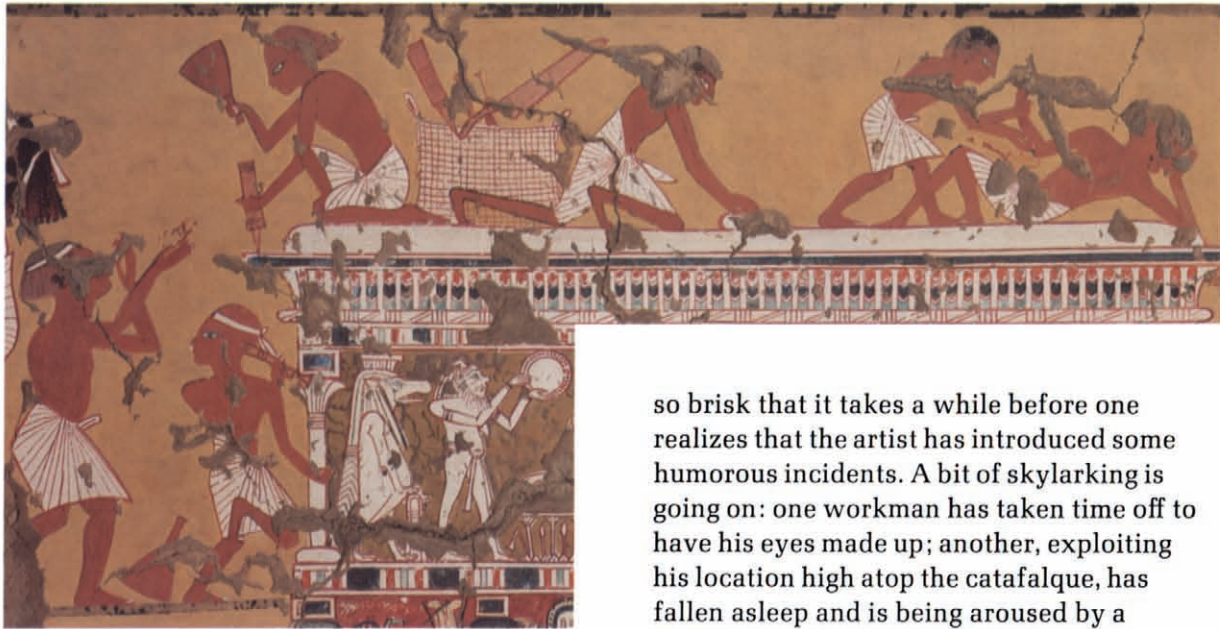 so brisk that it takes a while before one
realizes that the artist has introduced some
humorous incidents. A bit of skylarking is
going on: one workman has taken time off to
have his eyes made up; another, exploiting
his location high atop the catafalque, has
fallen asleep and is being aroused by a